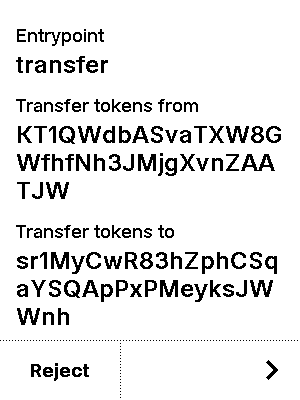 Entrypoint
transfer
Transfer tokens from
KT1QWdbASvaTXW8G
WfhfNh3JMjgXvnZAA
TJW
Transfer tokens to
sr1MyCwR83hZphCSq
aYSQApPxPMeyksJW
Wnh
Reject